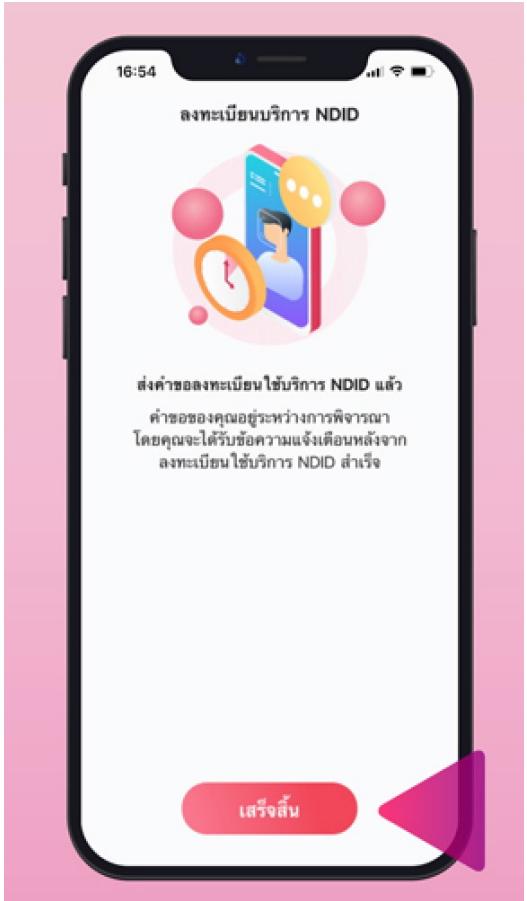 16:54
ลงทะเบียนบริการ NDID
ส่งคำขอลงทะเบียนใช้บริการ NDID แล้ว
คำขอของคุณอยู่ระหว่างการพิจารณา
โดยคุณจะได้รับข้อความแจ้งเตือนหลังจาก
ลงทะเบียนใช้บริการ NDID สำเร็จ
เสร็จสิ้น